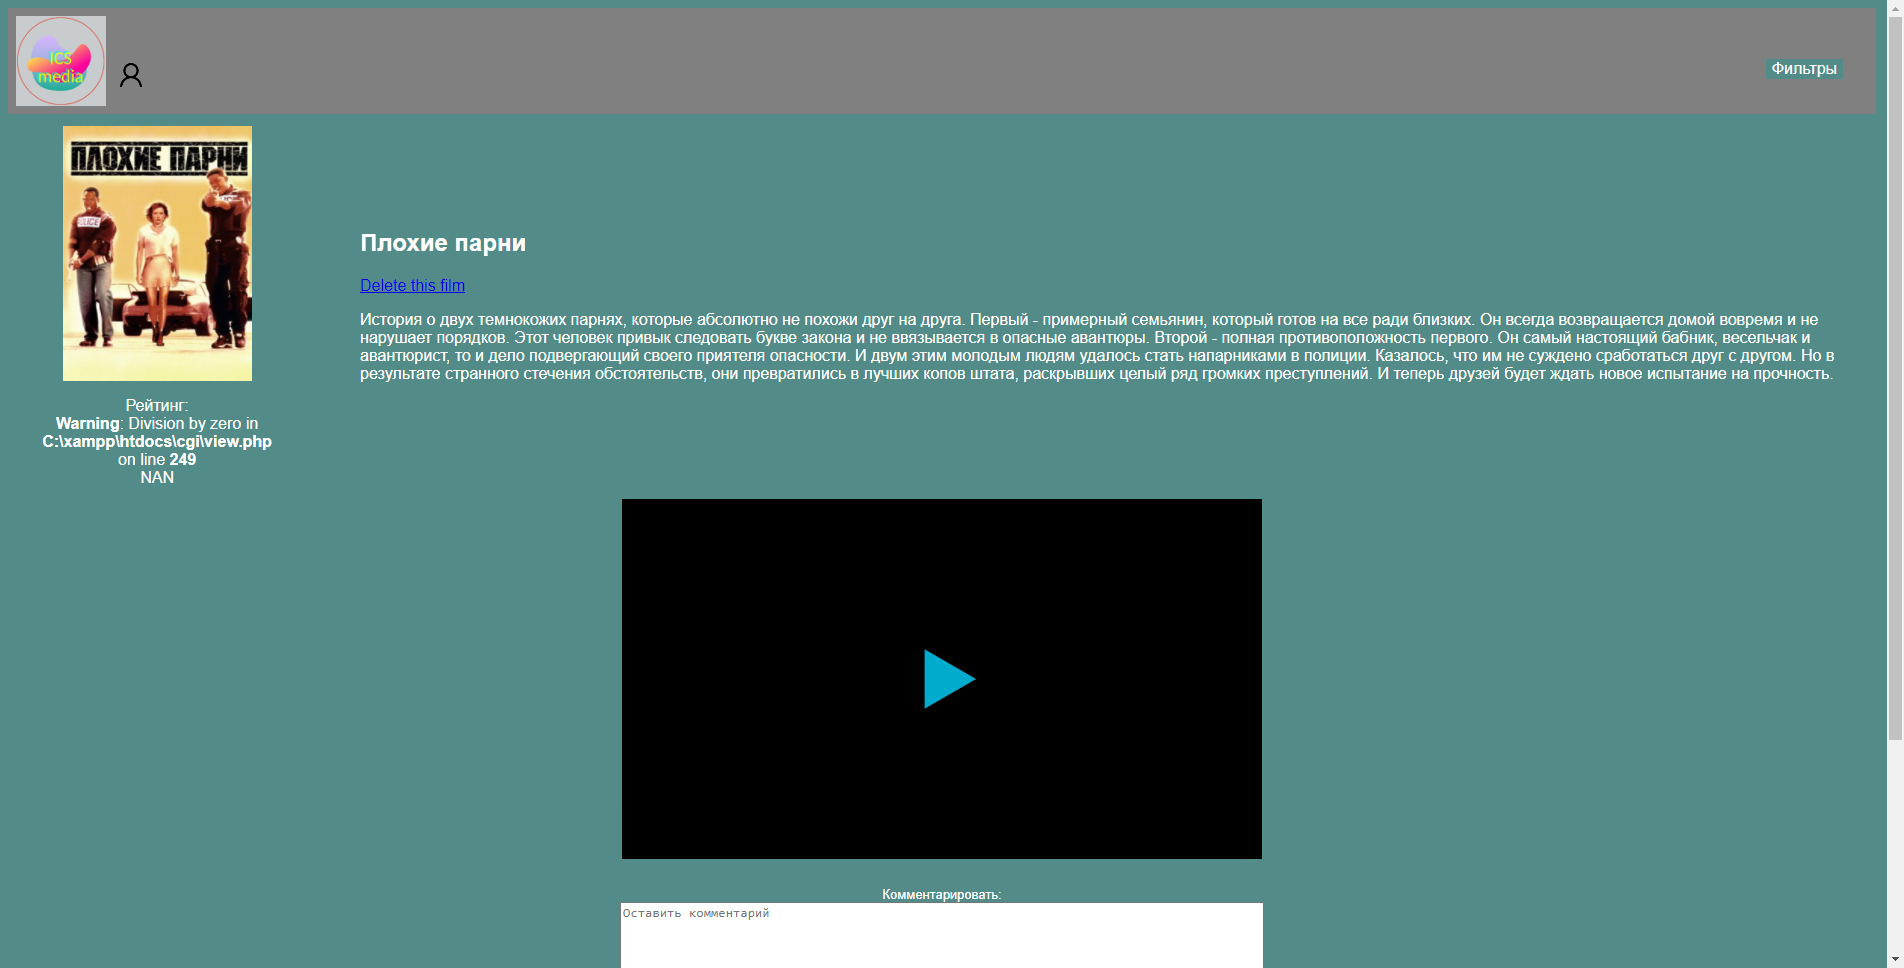 ICS
media
Фильтры
ПЛОХИЕ ПАРНИ
POLICE
Плохие парни
Delete this film
История о двух темнокожих парнях, которые абсолютно не похожи друг на друга. Первый - примерный семьянин, который готов на все ради близких. Он всегда возвращается домой вовремя и не
нарушает порядков. Этот человек привык следовать букве закона и не ввязывается в опасные авантюры. Второй - полная противоположность первого. Он самый настоящий бабник, весельчак и
авантюрист, то и дело подвергающий своего приятеля опасности. И двум этим молодым людям удалось стать напарниками в полиции. Казалось, что им не суждено сработаться друг с другом. Но в
результате странного стечения обстоятельств, они превратились в лучших копов штата, раскрывших целый ряд громких преступлений. И теперь друзей будет ждать новое испытание на прочность.
Рейтинг:
Warning: Division by zero in
C:\xampp\htdocs\cgi\view.php
on line 249
NAN
Комментировать:
Оставить комментарий